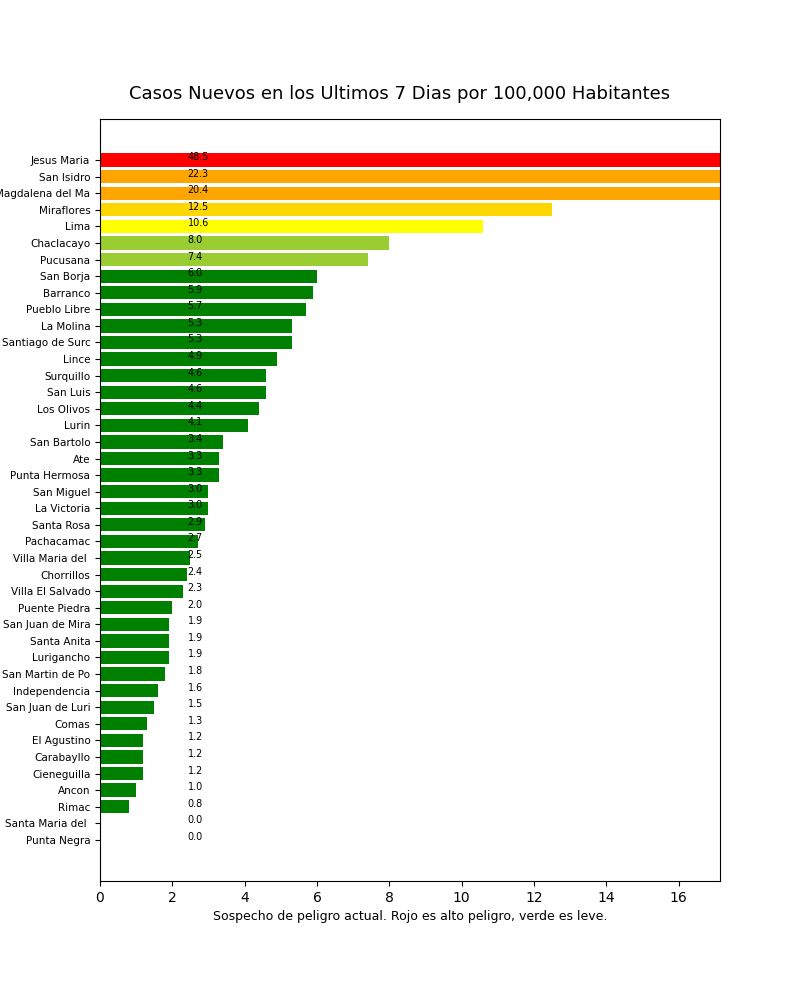 Casos Nuevos en los Ultimos 7 Dias por 100,000 Habitantes
Jesus Maria 48.5
San Isidro 22.3
Magdalena del Ma 20.4
Miraflores 12.5
Lima 10.6
Chaclacayo 8.0
Pucusana 7.4
San Borja 6.0
Barranco 5.9
Pueblo Libre 5.7
La Molina 5.3
Santiago de Surc 5.3
Lince 4.9
Surquillo 4.6
San Luis 4.6
Los Olivos 4.4
Lurin 4.1
San Bartolo 3.4
Ate 3.3
Punta Hermosa 3.3
San Miguel 3.0
La Victoria 3.0
Santa Rosa 2.9
Pachacamac 2.7
Villa Maria del 2.5
Chorrillos 2.4
Villa El Salvado 2.3
Puente Piedra 2.0
San Juan de Mira 1.9
Santa Anita 1.9
Lurigancho 1.9
San Martin de Po 1.8
Independencia 1.6
San Juan de Luri 1.5
Comas 1.3
El Agustino 1.2
Carabayllo 1.2
Cieneguilla 1.2
Ancon 1.0
Rimac 0.8
Santa Maria del 0.0
Punta Negra 0.0
0 2 4 6 8 10 12 14 16
Sospecho de peligro actual. Rojo es alto peligro, verde es leve.